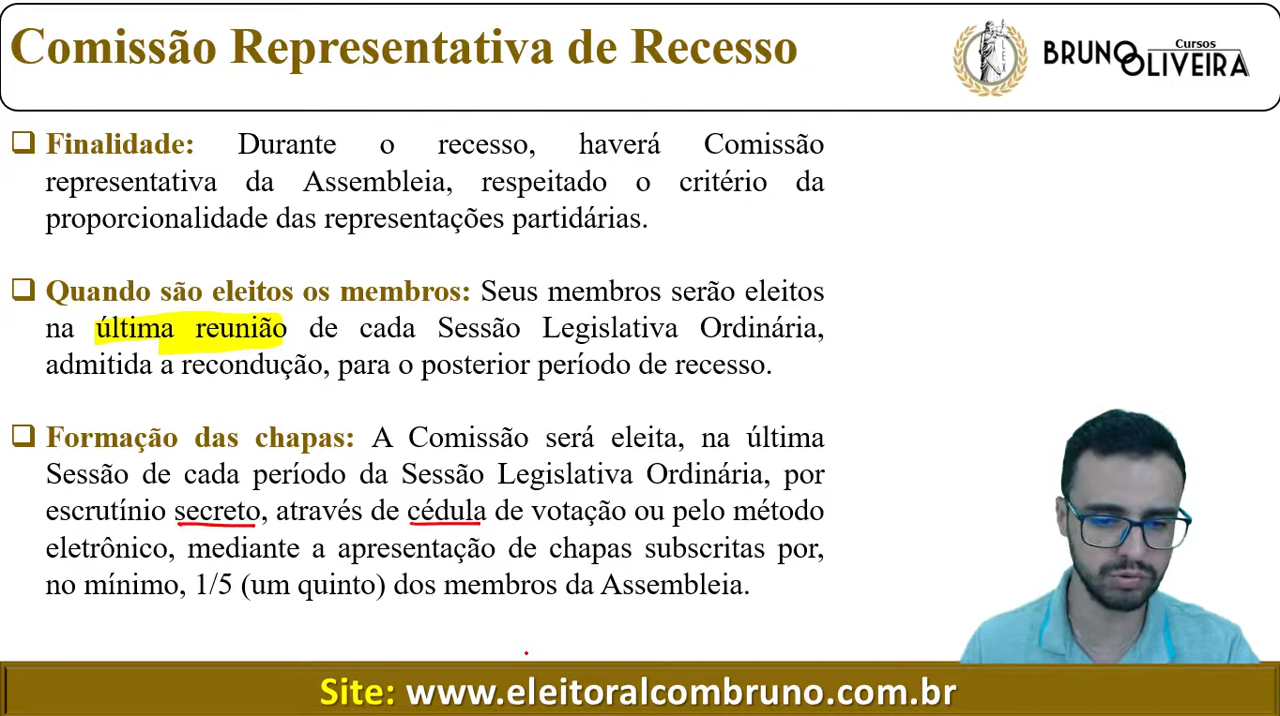 Comissão Representativa de Recesso
Cursos
BRUNO
OLIVEIRA
Finalidade: Durante o recesso, haverá Comissão
representativa da Assembleia, respeitado o critério da
proporcionalidade das representações partidárias.
Quando são eleitos os membros: Seus membros serão eleitos
na última reunião de cada Sessão Legislativa Ordinária,
admitida a recondução, para o posterior período de recesso.
Formação das chapas: A Comissão será eleita, na última
Sessão de cada período da Sessão Legislativa Ordinária, por
escrutínio secreto, através de cédula de votação ou pelo método
eletrônico, mediante a apresentação de chapas subscritas por,
no mínimo, 1/5 (um quinto) dos membros da Assembleia.
Site: www.eleitoralcombruno.com.br